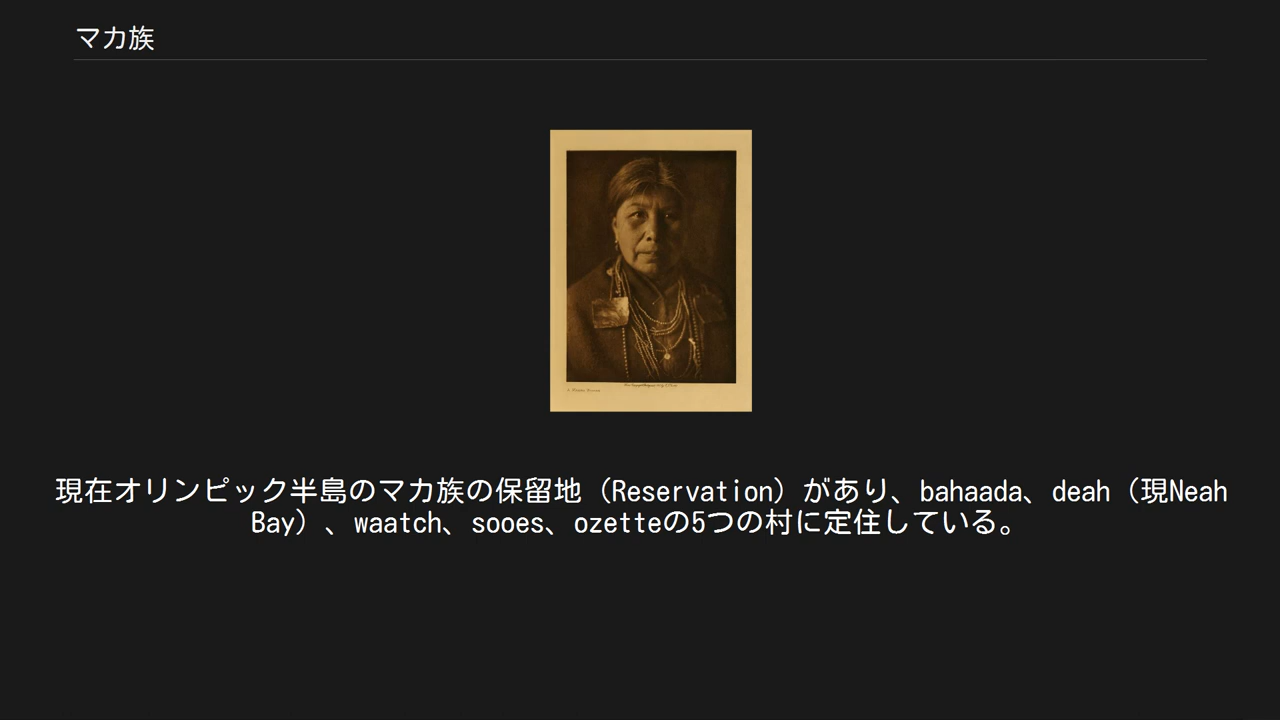 マカ族
現在オリンピック半島のマカ族の保留地（Reservation）があり、bahaada、deah（現Neah
Bay）、waatch、sooes、ozetteの5つの村に定住している。